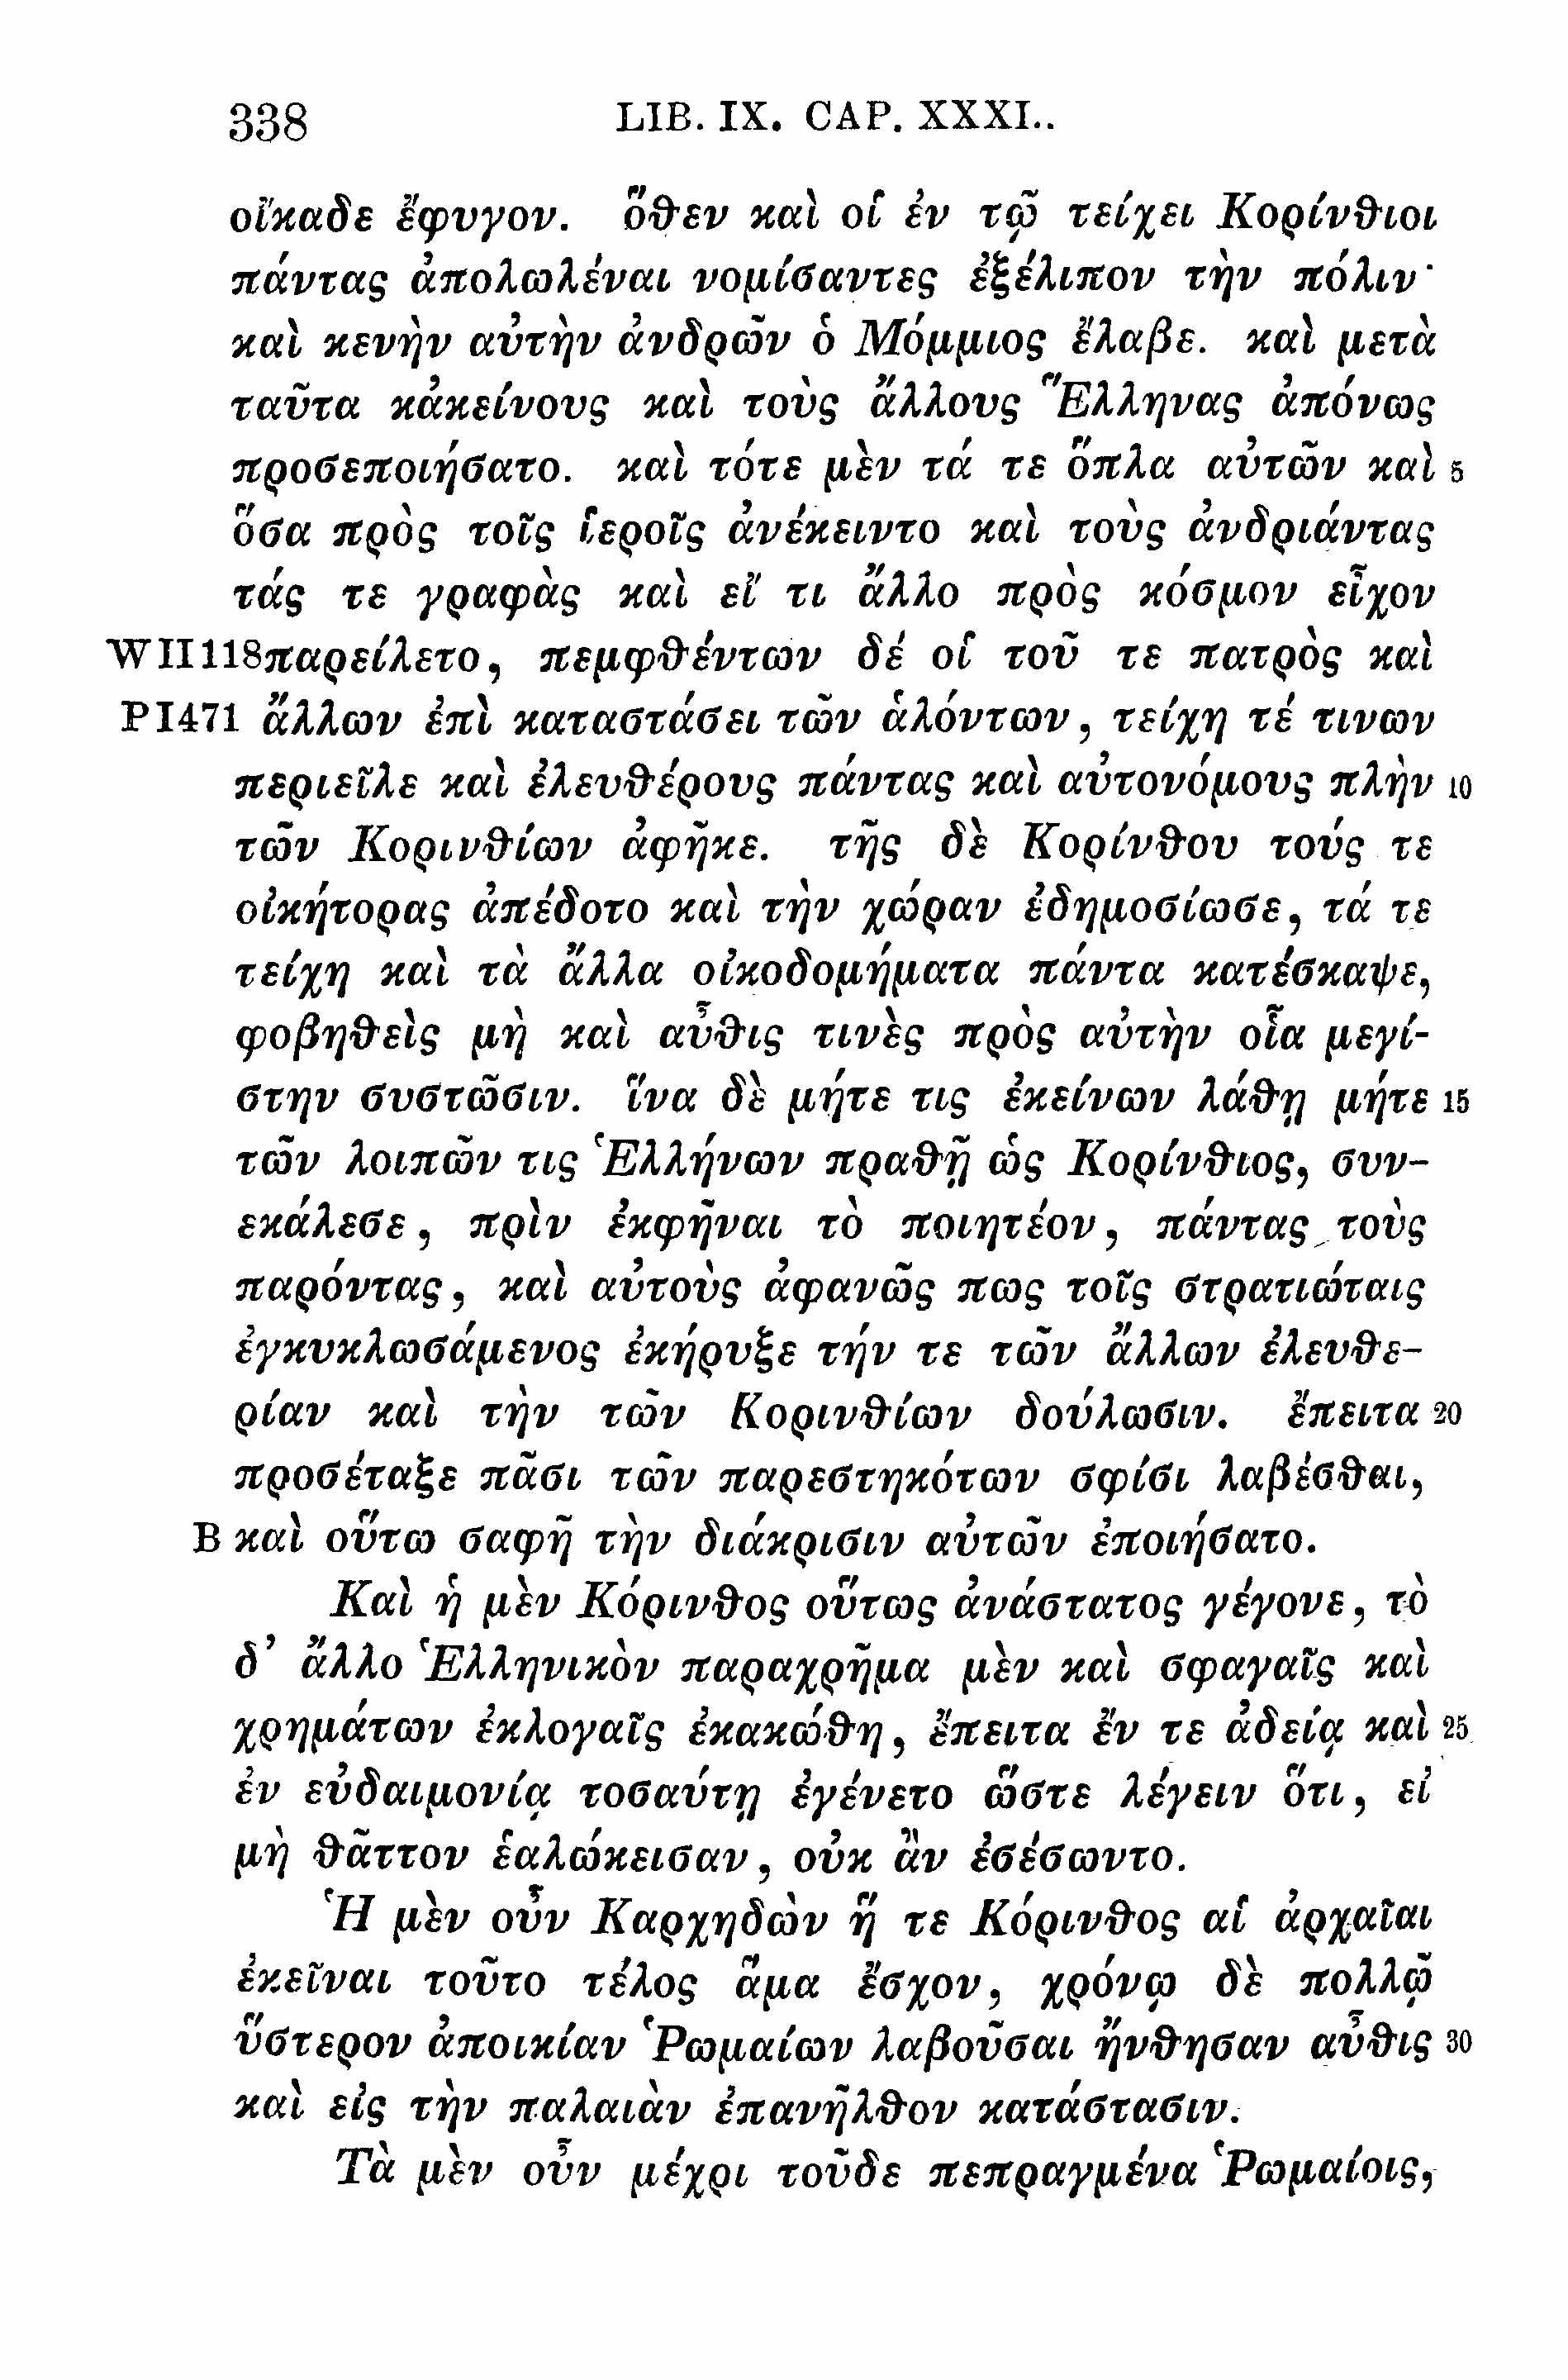 338 LIB. IX. CAP. XXXI..
οἴκαδε ἔφυγον. ὅθεν καὶ οἱ ἐν τῷ τείχει Κορίνθιοι
πάντας ἀπολωλέναι νομίσαντες ἐξέλιπον τὴν πόλιν·
καὶ κενὴν αὐτὴν ἀνδρῶν ὁ Μόμμιος ἔλαβε. καὶ μετὰ
ταῦτα κἀκείνους καὶ τοὺς ἄλλους Ἕλληνας ἀπόνως
προσεποιήσατο. καὶ τότε μὲν τά τε ὅπλα αὐτῶν καὶ 5
ὅσα πρὸς τοῖς ἱεροῖς ἀνέκειντο καὶ τοὺς ἀνδριάντας
τάς τε γραφὰς καὶ εἴ τι ἄλλο πρὸς κόσμον εἶχον
W II 118 παρείλετο, πεμφθέντων δέ οἱ τοῦ τε πατρὸς καὶ
P I 471 ἄλλων ἐπὶ καταστάσει τῶν ἁλόντων, τείχη τέ τινων
περιεῖλε καὶ ἐλευθέρους πάντας καὶ αὐτονόμους πλὴν 10
τῶν Κορινθίων ἀφῆκε. τῆς δὲ Κορίνθου τούς τε
οἰκήτορας ἀπέδοτο καὶ τὴν χώραν ἐδημοσίωσε, τά τε
τείχη καὶ τὰ ἄλλα οἰκοδομήματα πάντα κατέσκαψε,
φοβηθεὶς μὴ καὶ αὖθις τινὲς πρὸς αὐτὴν οἷα μεγί-
στην συστῶσιν. ἵνα δὲ μήτε τις ἐκείνων λάθῃ μήτε 15
τῶν λοιπῶν τις Ἑλλήνων πραθῇ ὡς Κορίνθιος, συν-
εκάλεσε, πρὶν ἐκφῆναι τὸ ποιητέον, πάντας τοὺς
παρόντας, καὶ αὐτοὺς ἀφανῶς πως τοῖς στρατιώταις
ἐγκυκλωσάμενος ἐκήρυξε τήν τε τῶν ἄλλων ἐλευθε-
ρίαν καὶ τὴν τῶν Κορινθίων δούλωσιν. ἔπειτα 20
προσέταξε πᾶσι τῶν παρεστηκότων σφίσι λαβέσθαι,
B καὶ οὕτω σαφῆ τὴν διάκρισιν αὐτῶν ἐποιήσατο.
Καὶ ἡ μὲν Κόρινθος οὕτως ἀνάστατος γέγονε, τὸ
δ' ἄλλο Ἑλληνικὸν παραχρῆμα μὲν καὶ σφαγαῖς καὶ
χρημάτων ἐκλογαῖς ἐκακώθη, ἔπειτα ἔν τε ἀδείᾳ καὶ 25
ἐν εὐδαιμονίᾳ τοσαύτῃ ἐγένετο ὥστε λέγειν ὅτι, εἰ
μὴ θᾶττον ἑαλώκεισαν, οὐκ ἂν ἐσέσωντο.
Ἡ μὲν οὖν Καρχηδὼν ἥ τε Κόρινθος αἱ ἀρχαῖαι
ἐκεῖναι τοῦτο τέλος ἅμα ἔσχον, χρόνῳ δὲ πολλῷ
ὕστερον ἀποικίαν Ῥωμαίων λαβοῦσαι ἤνθησαν αὖθις 30
καὶ εἰς τὴν παλαιὰν ἐπανῆλθον κατάστασιν.
Τὰ μὲν οὖν μέχρι τοῦδε πεπραγμένα Ῥωμαίοις,